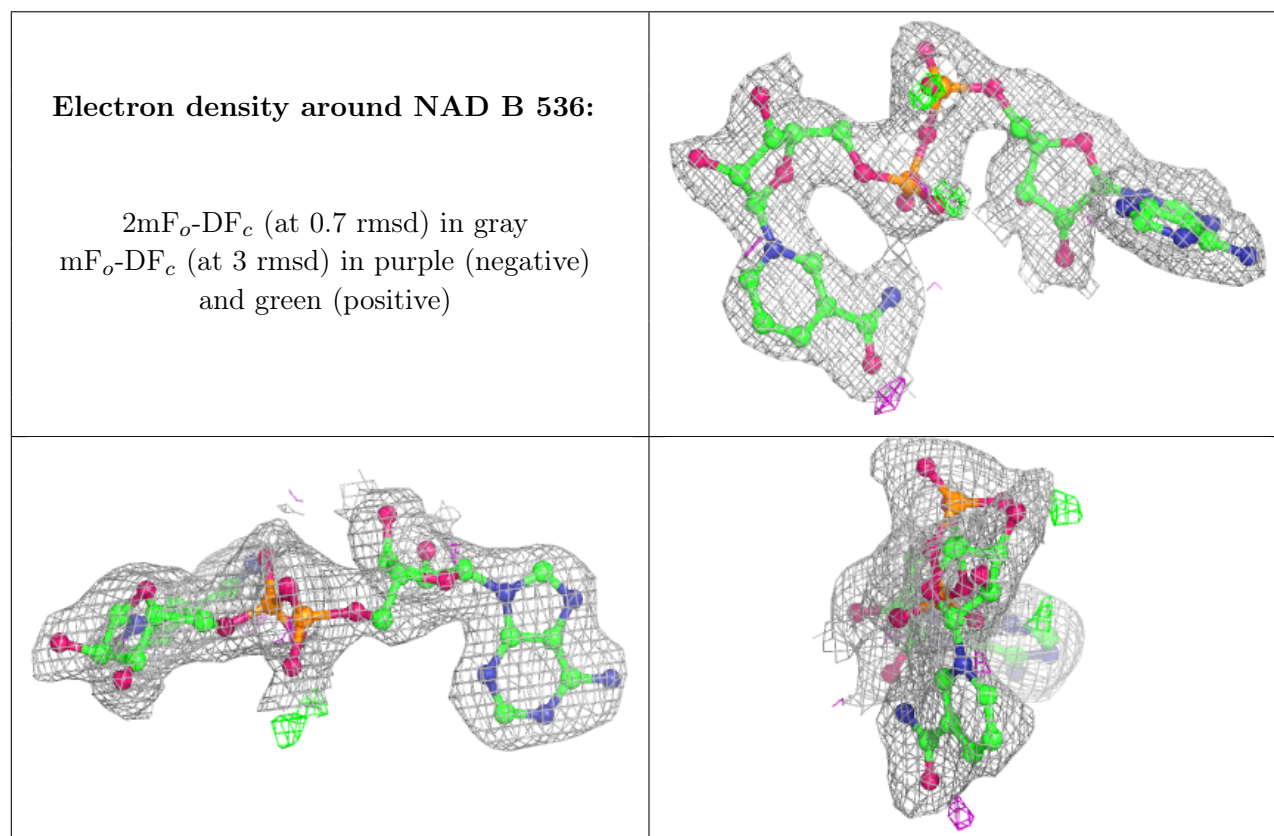 Electron density around NAD B 536:
2mFo-DFc (at 0.7 rmsd) in gray
mFo-DFc (at 3 rmsd) in purple (negative)
and green (positive)